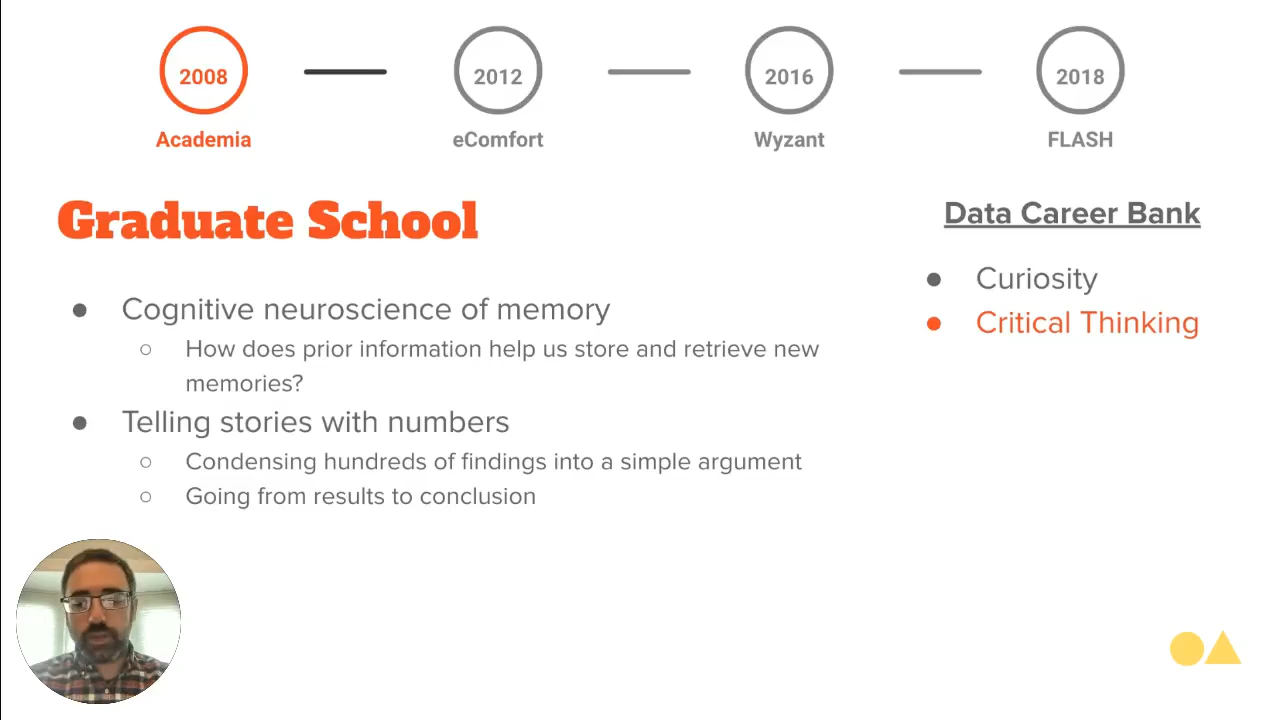 2008
2012
2016
2018
Academia
eComfort
Wyzant
FLASH
Graduate School
Cognitive neuroscience of memory
How does prior information help us store and retrieve new
memories?
Telling stories with numbers
Condensing hundreds of findings into a simple argument
Going from results to conclusion
Data Career Bank
Curiosity
Critical Thinking